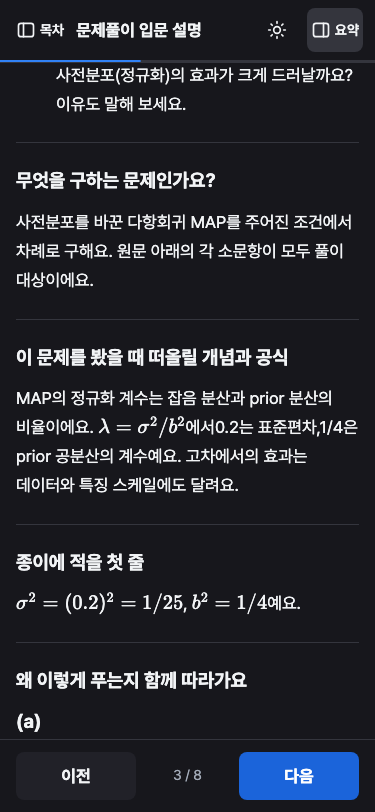 목차 문제풀이 입문 설명 요약
사전분포(정규화)의 효과가 크게 드러날까요?
이유도 말해 보세요.
무엇을 구하는 문제인가요?
사전분포를 바꾼 다항회귀 MAP를 주어진 조건에서
차례로 구해요. 원문 아래의 각 소문항이 모두 풀이
대상이에요.
이 문제를 봤을 때 떠올릴 개념과 공식
MAP의 정규화 계수는 잡음 분산과 prior 분산의
비율이에요. λ = σ²/b²에서0.2는 표준편차,1/4은
prior 공분산의 계수예요. 고차에서의 효과는
데이터와 특징 스케일에도 달려요.
종이에 적을 첫 줄
σ² = (0.2)² = 1/25, b² = 1/4예요.
왜 이렇게 푸는지 함께 따라가요
(a)
이전 3 / 8 다음